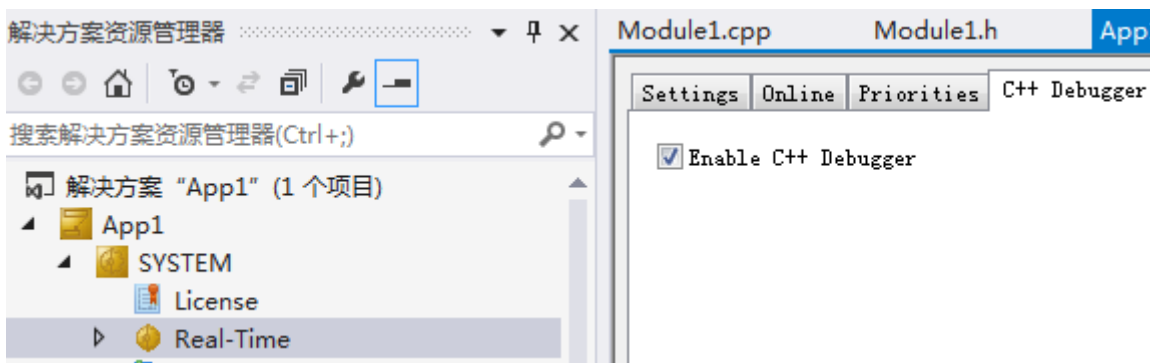 解决方案资源管理器
搜索解决方案资源管理器(Ctrl+;)
解决方案 “App1” (1 个项目)
App1
SYSTEM
License
Real-Time
Module1.cpp Module1.h App
Settings Online Priorities C++ Debugger
Enable C++ Debugger